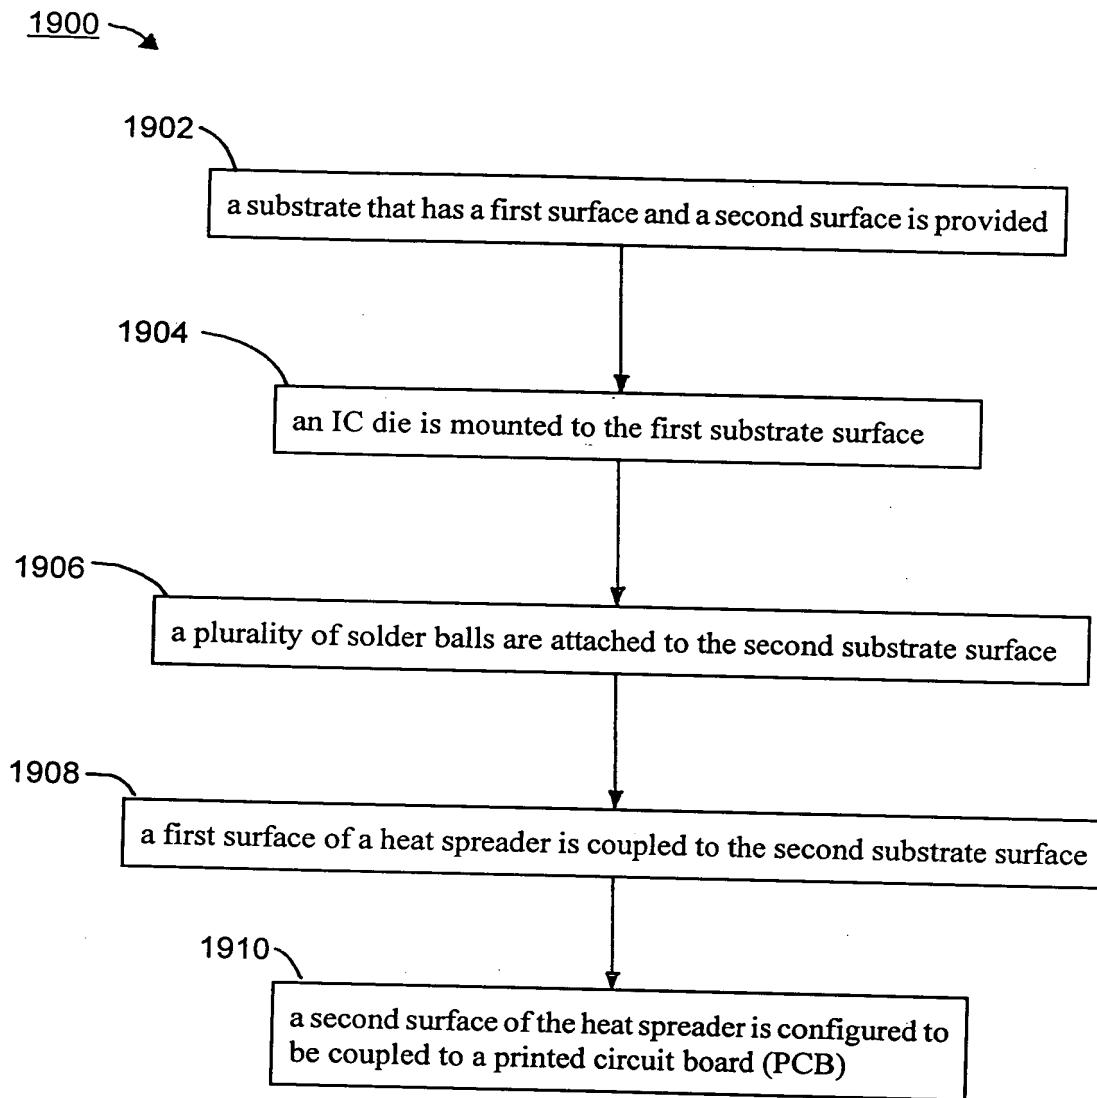 1900
1902
a substrate that has a first surface and a second surface is provided
1904
an IC die is mounted to the first substrate surface
1906
a plurality of solder balls are attached to the second substrate surface
1908
a first surface of a heat spreader is coupled to the second substrate surface
1910
a second surface of the heat spreader is configured to
be coupled to a printed circuit board (PCB)